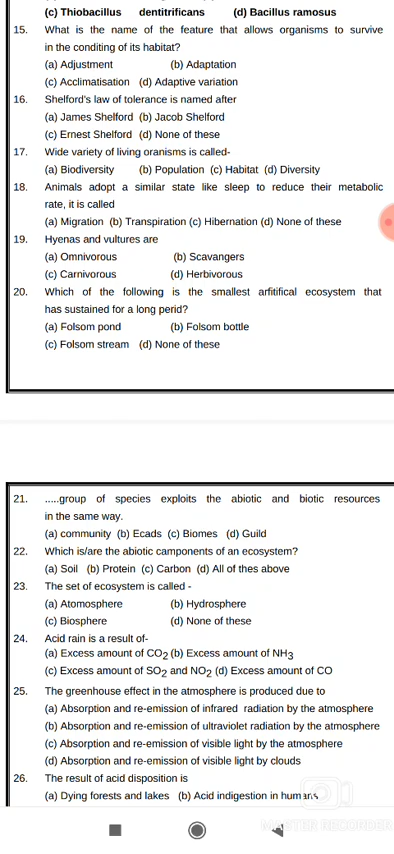 (c) Thiobacillus dentitrificans (d) Bacillus ramosus
15. What is the name of the feature that allows organisms to survive
in the conditing of its habitat?
(a) Adjustment (b) Adaptation
(c) Acclimatisation (d) Adaptive variation
16. Shelford's law of tolerance is named after
(a) James Shelford (b) Jacob Shelford
(c) Ernest Shelford (d) None of these
17. Wide variety of living oranisms is called-
(a) Biodiversity (b) Population (c) Habitat (d) Diversity
18. Animals adopt a similar state like sleep to reduce their metabolic
rate, it is called
(a) Migration (b) Transpiration (c) Hibernation (d) None of these
19. Hyenas and vultures are
(a) Omnivorous (b) Scavangers
(c) Carnivorous (d) Herbivorous
20. Which of the following is the smallest arfitifical ecosystem that
has sustained for a long perid?
(a) Folsom pond (b) Folsom bottle
(c) Folsom stream (d) None of these
21. .....group of species exploits the abiotic and biotic resources
in the same way.
(a) community (b) Ecads (c) Biomes (d) Guild
22. Which is/are the abiotic camponents of an ecosystem?
(a) Soil (b) Protein (c) Carbon (d) All of thes above
23. The set of ecosystem is called -
(a) Atomosphere (b) Hydrosphere
(c) Biosphere (d) None of these
24. Acid rain is a result of-
(a) Excess amount of CO2 (b) Excess amount of NH3
(c) Excess amount of SO2 and NO2 (d) Excess amount of CO
25. The greenhouse effect in the atmosphere is produced due to
(a) Absorption and re-emission of infrared radiation by the atmosphere
(b) Absorption and re-emission of ultraviolet radiation by the atmosphere
(c) Absorption and re-emission of visible light by the atmosphere
(d) Absorption and re-emission of visible light by clouds
26. The result of acid disposition is
(a) Dying forests and lakes (b) Acid indigestion in humans